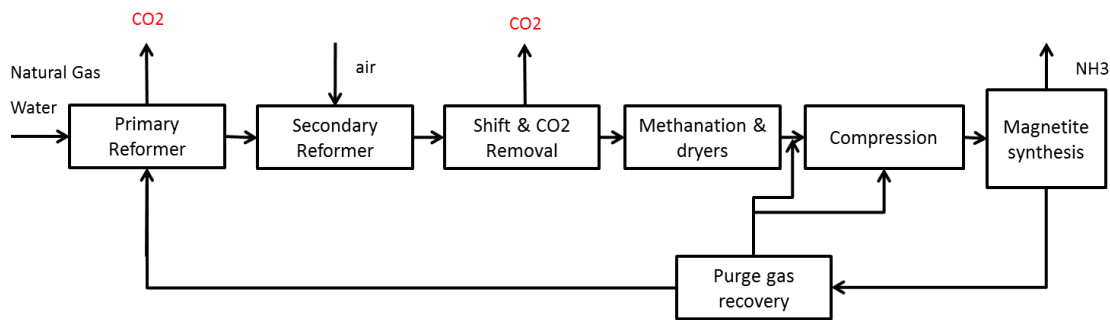 CO2
CO2
Natural Gas
air
NH3
Water
Primary
Reformer
Secondary
Reformer
Shift & CO2
Removal
Methanation &
dryers
Compression
Magnetite
synthesis
Purge gas
recovery